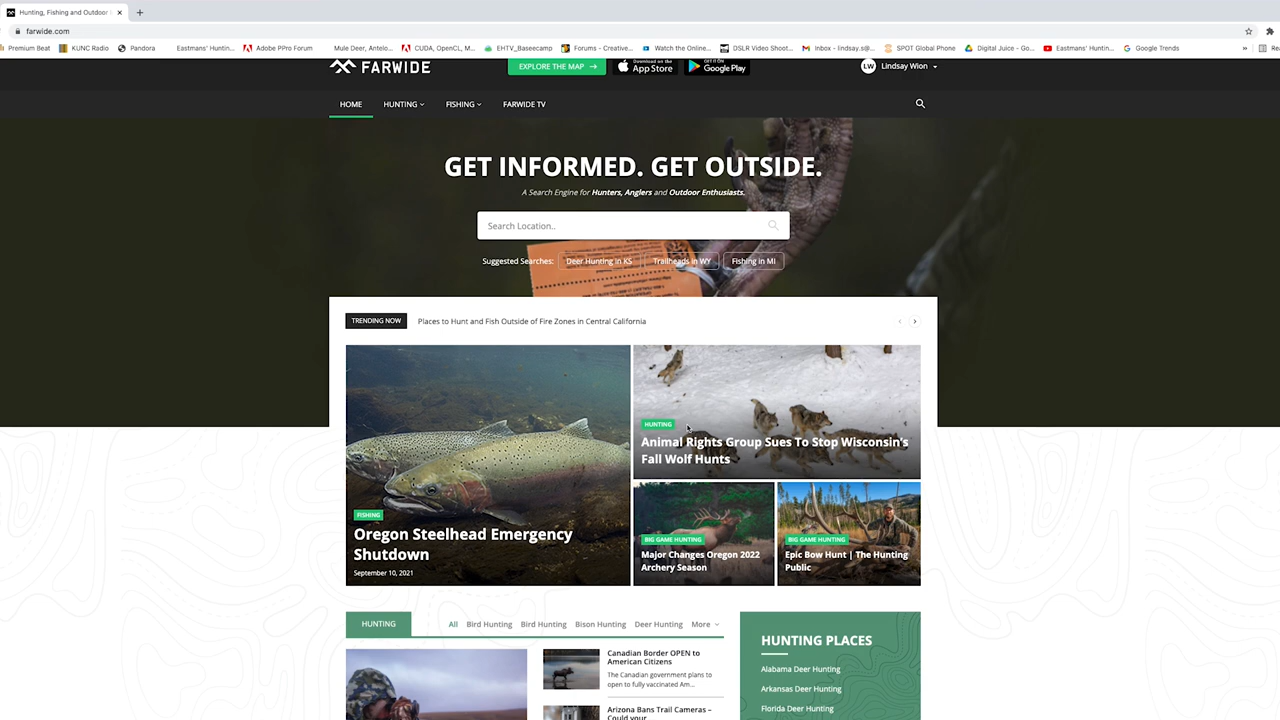 Hunting, Fishing and Outdoor
farwide.com
Premium Beat KUNC Radio Pandora Eastmans' Huntin... Adobe PPro Forum Mule Deer, Antelo... CUDA, OpenCL, M... EHTV_Basecamp Forums - Creative... Watch the Online... DSLR Video Shoot... Inbox - lindsay.s@... SPOT Global Phone Digital Juice - Go... Eastmans' Huntin... Google Trends » Rea
FARWIDE
EXPLORE THE MAP →
Download on the
App Store
GET IT ON
Google Play
LW Lindsay Wion
HOME HUNTING FISHING FARWIDE TV
GET INFORMED. GET OUTSIDE.
A Search Engine for Hunters, Anglers and Outdoor Enthusiasts.
Search Location..
Suggested Searches: Deer Hunting in KS Trailheads in WY Fishing in MI
TRENDING NOW Places to Hunt and Fish Outside of Fire Zones in Central California
FISHING
Oregon Steelhead Emergency
Shutdown
September 10, 2021
HUNTING
Animal Rights Group Sues To Stop Wisconsin's
Fall Wolf Hunts
BIG GAME HUNTING
Major Changes Oregon 2022
Archery Season
BIG GAME HUNTING
Epic Bow Hunt | The Hunting
Public
HUNTING All Bird Hunting Bird Hunting Bison Hunting Deer Hunting More
Canadian Border OPEN to
American Citizens
The Canadian government plans to
open to fully vaccinated Am...
Arizona Bans Trail Cameras –
Could your
HUNTING PLACES
Alabama Deer Hunting
Arkansas Deer Hunting
Florida Deer Hunting